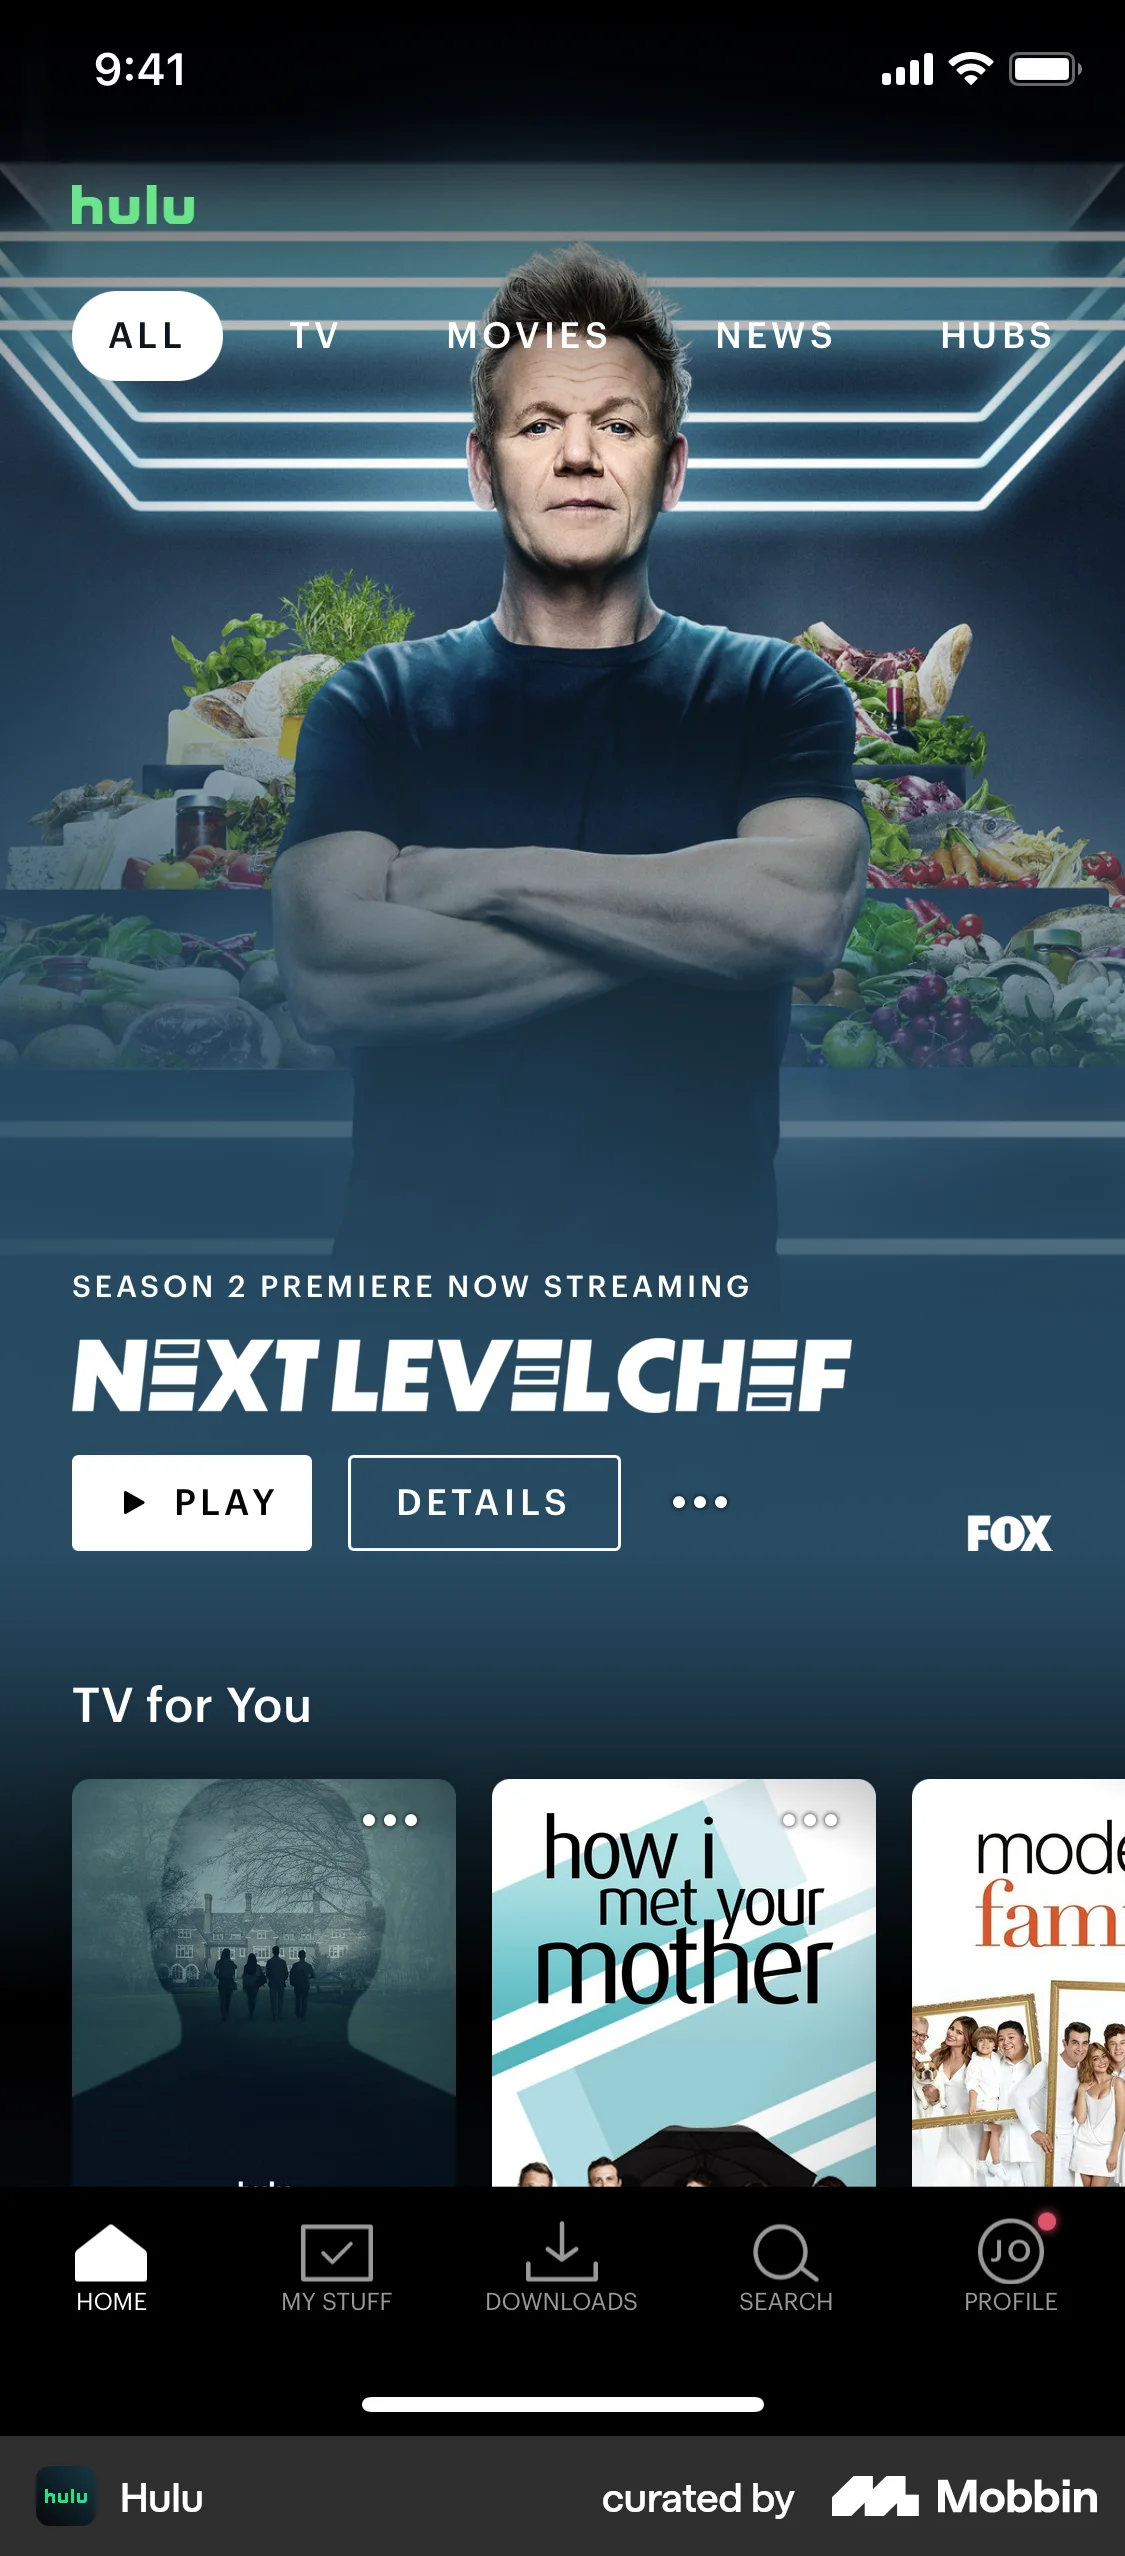 9:41
hulu
ALL TV MOVIES NEWS HUBS
SEASON 2 PREMIERE NOW STREAMING
NEXT LEVEL CHEF
PLAY DETAILS
FOX
TV for You
how i
met your
mother
HOME MY STUFF DOWNLOADS SEARCH JO PROFILE
hulu Hulu curated by Mobbin